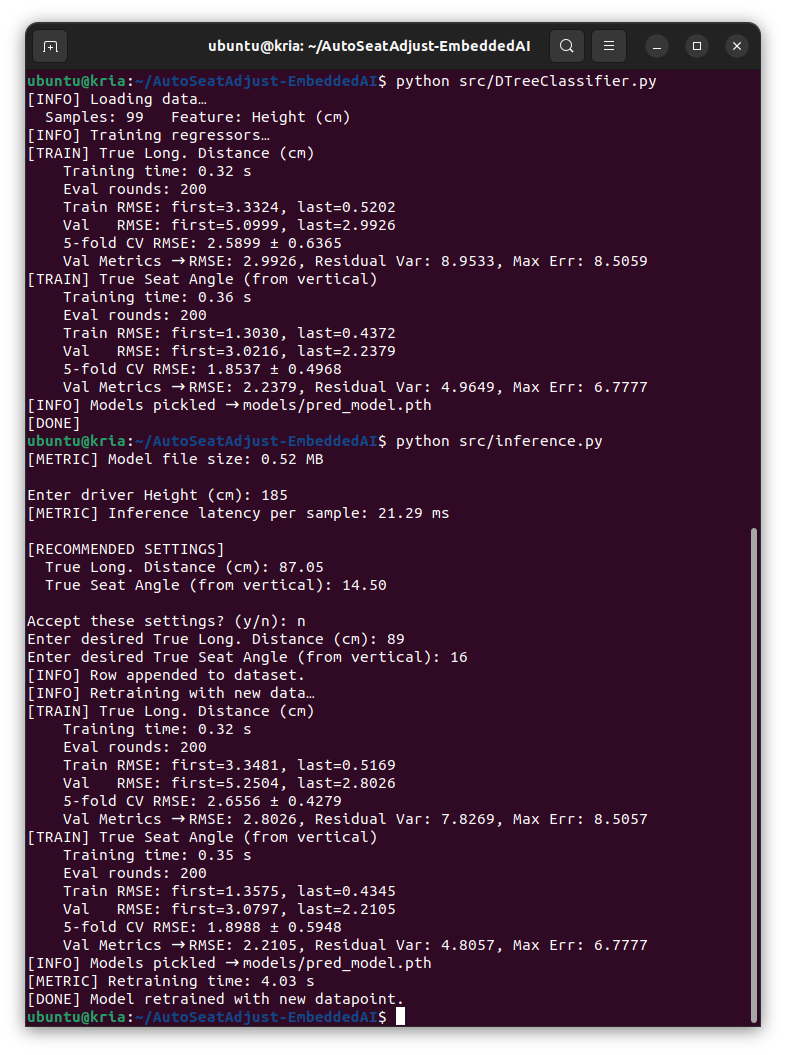 ubuntu@kria: ~/AutoSeatAdjust-EmbeddedAI
ubuntu@kria:~/AutoSeatAdjust-EmbeddedAI$ python src/DTreeClassifier.py
[INFO] Loading data…
  Samples: 99   Feature: Height (cm)
[INFO] Training regressors…
[TRAIN] True Long. Distance (cm)
    Training time: 0.32 s
    Eval rounds: 200
    Train RMSE: first=3.3324, last=0.5202
    Val   RMSE: first=5.0999, last=2.9926
    5-fold CV RMSE: 2.5899 ± 0.6365
    Val Metrics → RMSE: 2.9926, Residual Var: 8.9533, Max Err: 8.5059
[TRAIN] True Seat Angle (from vertical)
    Training time: 0.36 s
    Eval rounds: 200
    Train RMSE: first=1.3030, last=0.4372
    Val   RMSE: first=3.0216, last=2.2379
    5-fold CV RMSE: 1.8537 ± 0.4968
    Val Metrics → RMSE: 2.2379, Residual Var: 4.9649, Max Err: 6.7777
[INFO] Models pickled → models/pred_model.pth
[DONE]
ubuntu@kria:~/AutoSeatAdjust-EmbeddedAI$ python src/inference.py
[METRIC] Model file size: 0.52 MB
Enter driver Height (cm): 185
[METRIC] Inference latency per sample: 21.29 ms
[RECOMMENDED SETTINGS]
  True Long. Distance (cm): 87.05
  True Seat Angle (from vertical): 14.50
Accept these settings? (y/n): n
Enter desired True Long. Distance (cm): 89
Enter desired True Seat Angle (from vertical): 16
[INFO] Row appended to dataset.
[INFO] Retraining with new data…
[TRAIN] True Long. Distance (cm)
    Training time: 0.32 s
    Eval rounds: 200
    Train RMSE: first=3.3481, last=0.5169
    Val   RMSE: first=5.2504, last=2.8026
    5-fold CV RMSE: 2.6556 ± 0.4279
    Val Metrics → RMSE: 2.8026, Residual Var: 7.8269, Max Err: 8.5057
[TRAIN] True Seat Angle (from vertical)
    Training time: 0.35 s
    Eval rounds: 200
    Train RMSE: first=1.3575, last=0.4345
    Val   RMSE: first=3.0797, last=2.2105
    5-fold CV RMSE: 1.8988 ± 0.5948
    Val Metrics → RMSE: 2.2105, Residual Var: 4.8057, Max Err: 6.7777
[INFO] Models pickled → models/pred_model.pth
[METRIC] Retraining time: 4.03 s
[DONE] Model retrained with new datapoint.
ubuntu@kria:~/AutoSeatAdjust-EmbeddedAI$